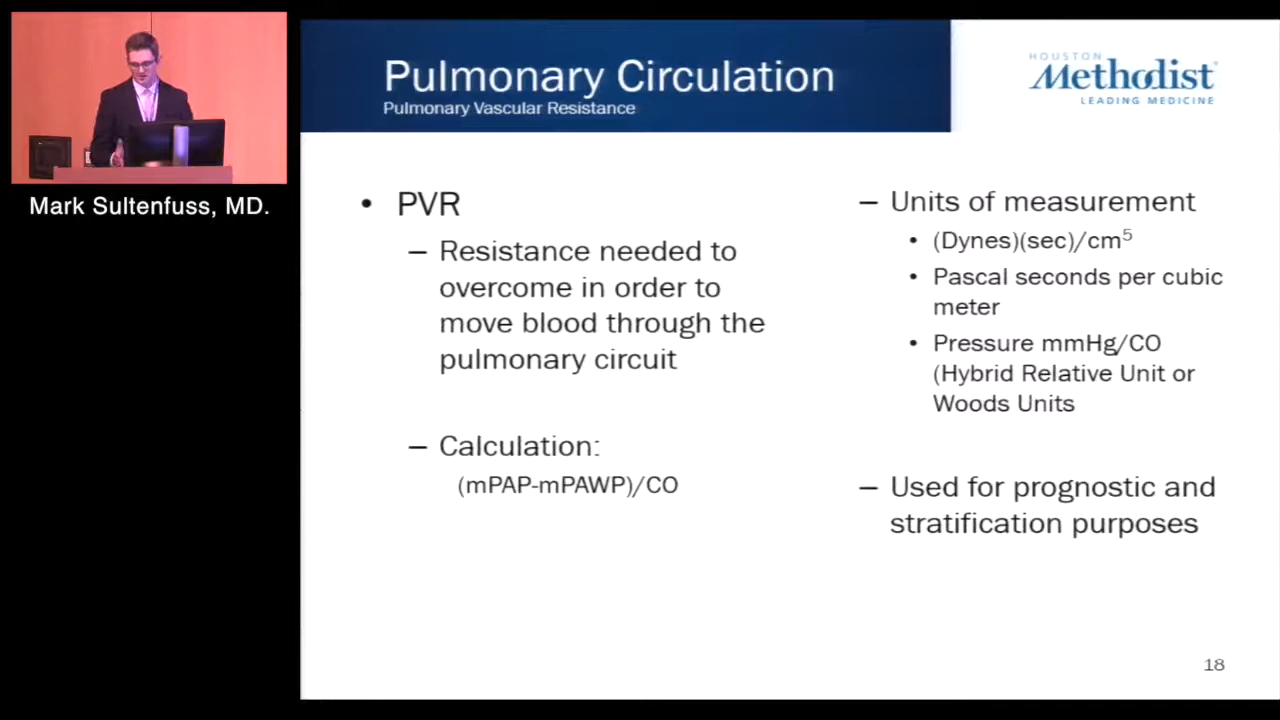 Pulmonary Circulation
Pulmonary Vascular Resistance
HOUSTON
Methodist
LEADING MEDICINE
Mark Sultenfuss, MD.
• PVR
– Resistance needed to
overcome in order to
move blood through the
pulmonary circuit
– Calculation:
(mPAP-mPAWP)/CO
– Units of measurement
• (Dynes)(sec)/cm⁵
• Pascal seconds per cubic
meter
• Pressure mmHg/CO
(Hybrid Relative Unit or
Woods Units
– Used for prognostic and
stratification purposes
18